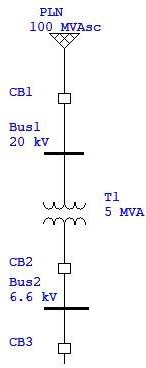 PLN
100 MVAsc
CB1
Bus1
20 kV
T1
5 MVA
CB2
Bus2
6.6 kV
CB3